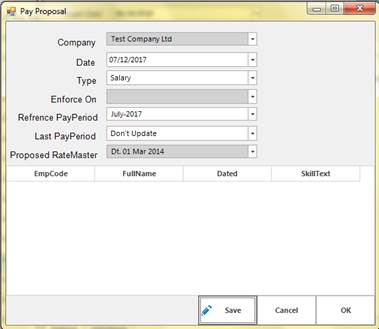 Pay Proposal
Company Test Company Ltd
Date 07/12/2017
Type Salary
Enforce On
Refrence PayPeriod July-2017
Last PayPeriod Don't Update
Proposed RateMaster Dt. 01 Mar 2014
EmpCode FullName Dated SkillText
Save Cancel OK